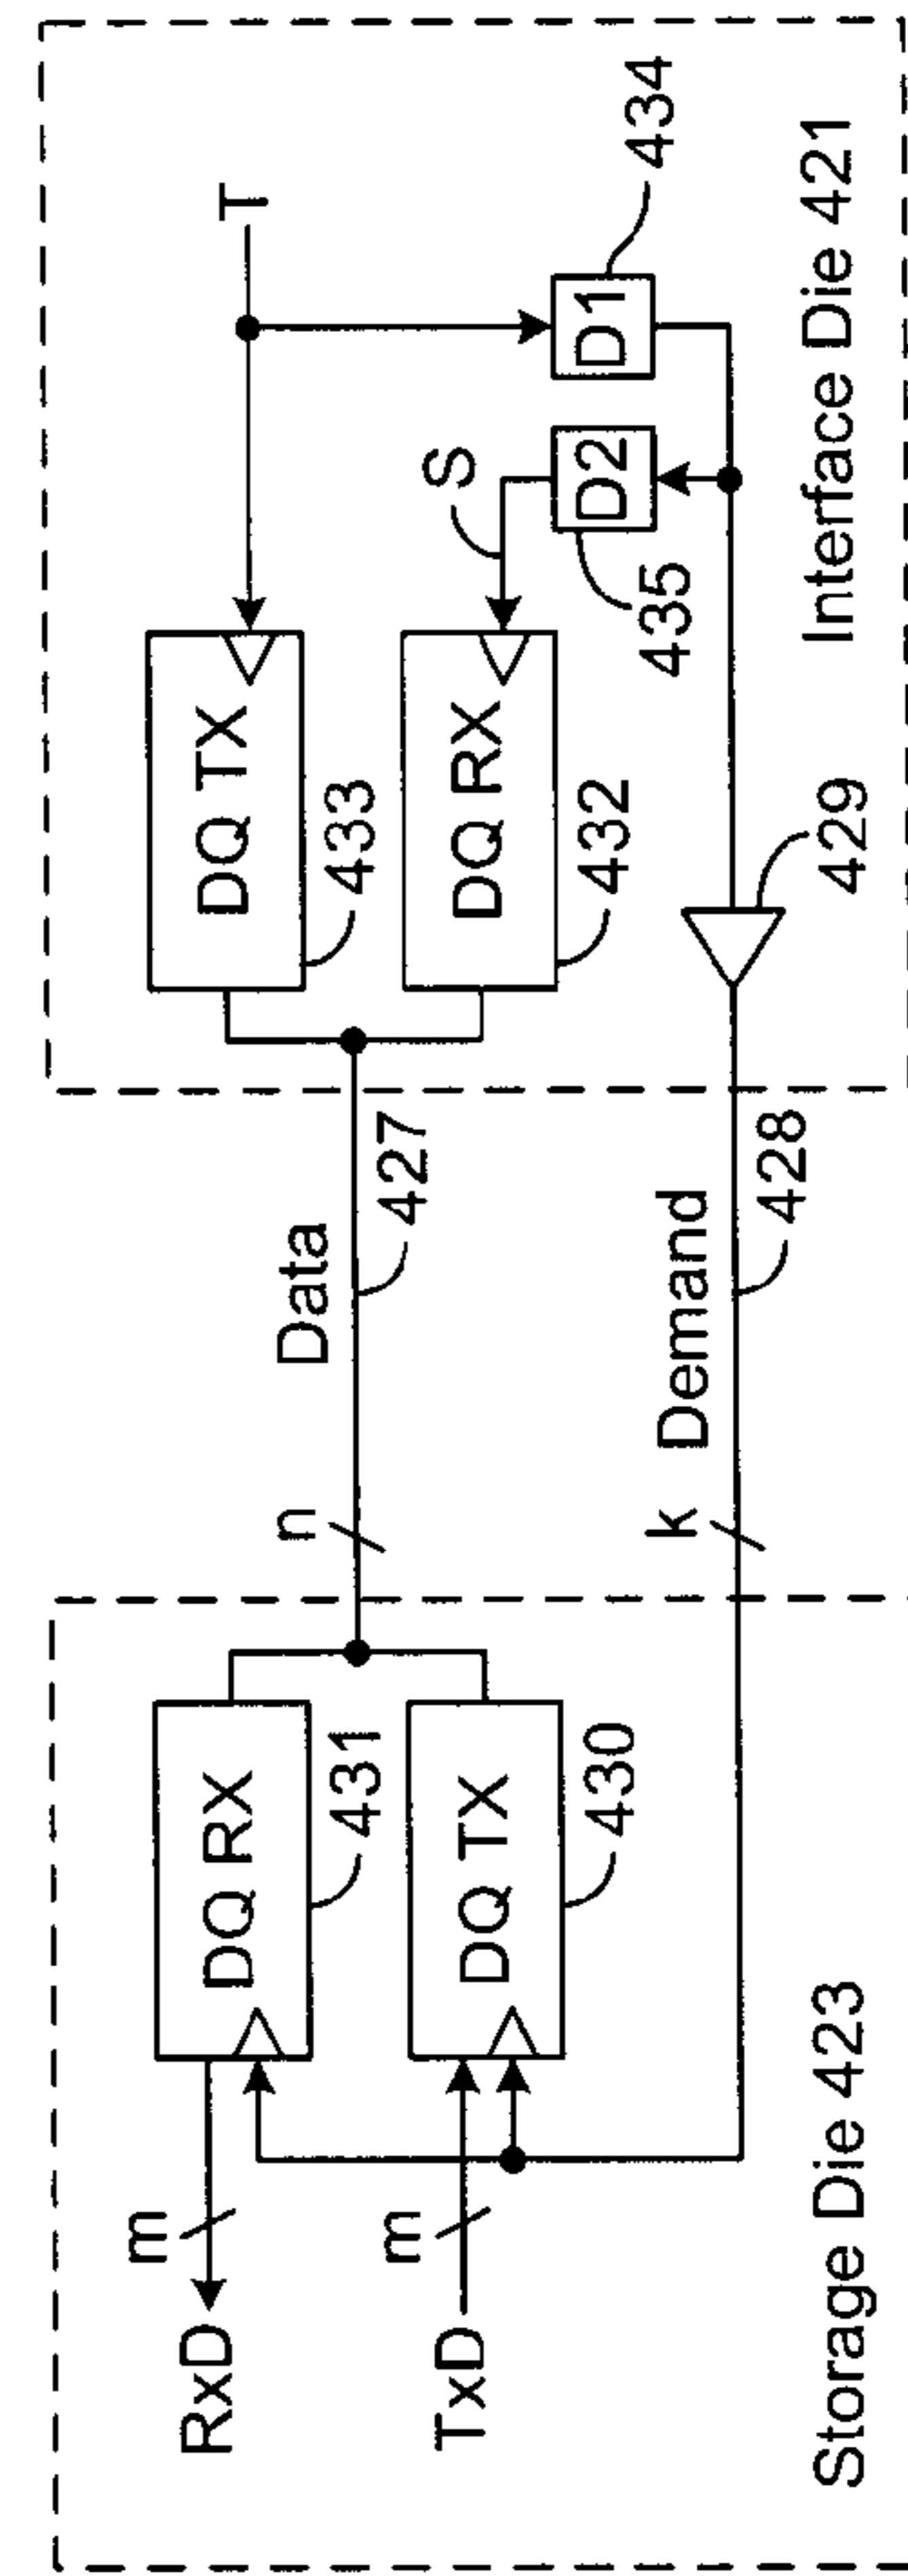 RxD
m
DQ RX
431
TxD
m
DQ TX
430
Storage Die 423
n
Data
427
k
Demand
428
DQ TX
433
DQ RX
432
T
S
D1
434
D2
435
429
Interface Die 421